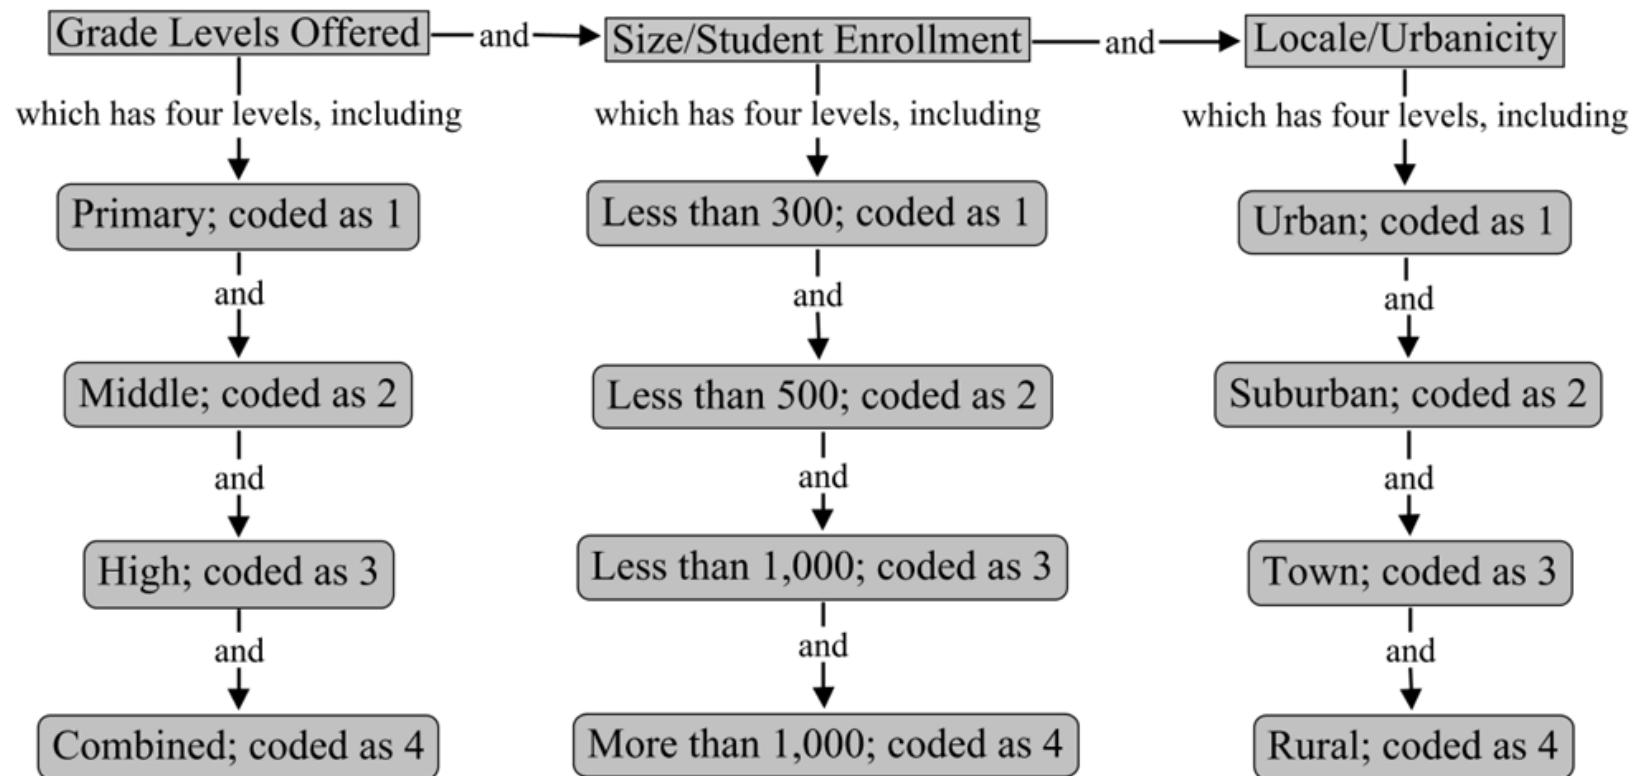 Grade Levels Offered and Size/Student Enrollment and Locale/Urbanicity
which has four levels, including which has four levels, including which has four levels, including
Primary; coded as 1 Less than 300; coded as 1 Urban; coded as 1
and and and
Middle; coded as 2 Less than 500; coded as 2 Suburban; coded as 2
and and and
High; coded as 3 Less than 1,000; coded as 3 Town; coded as 3
and and and
Combined; coded as 4 More than 1,000; coded as 4 Rural; coded as 4